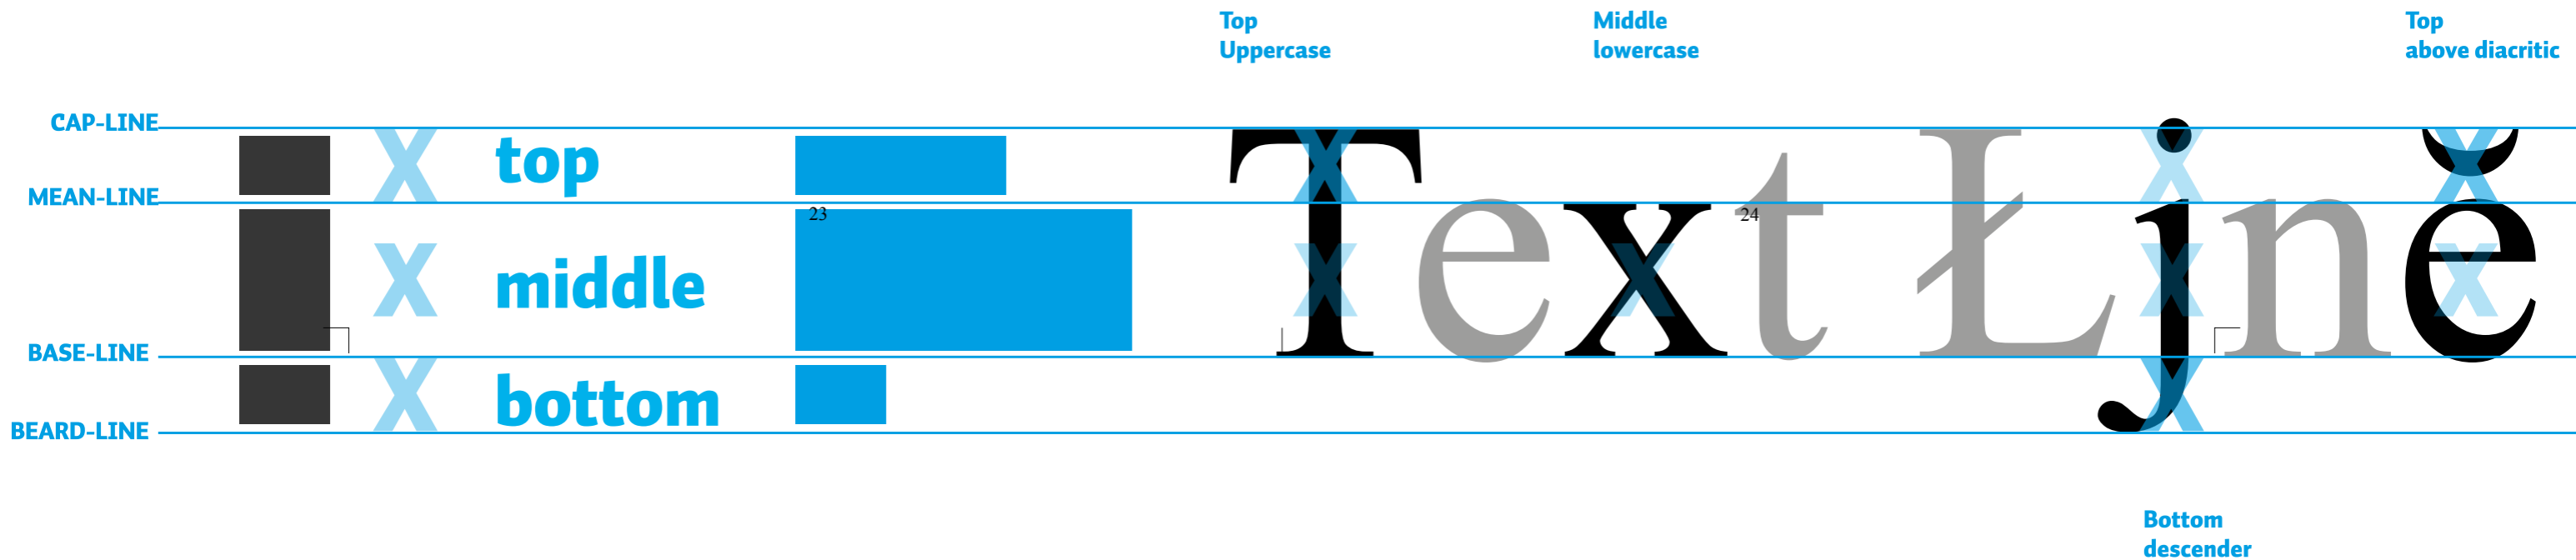 Top
Uppercase
Middle
lowercase
Top
above diacritic
CAP-LINE
X
top
MEAN-LINE
23
24
X
middle
Text Łjně
BASE-LINE
X
bottom
BEARD-LINE
Bottom
descender